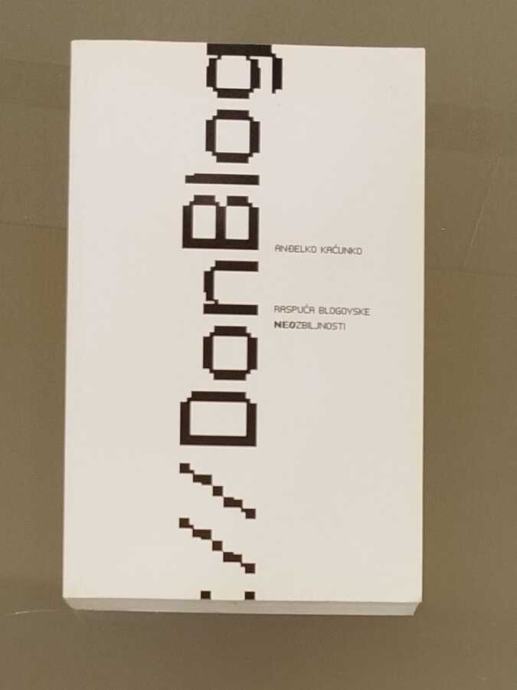 ://DonBlog
ANĐELKO KAĆUNKO
RASPUĆA BLOGOVSKE
NEOZBILJNOSTI